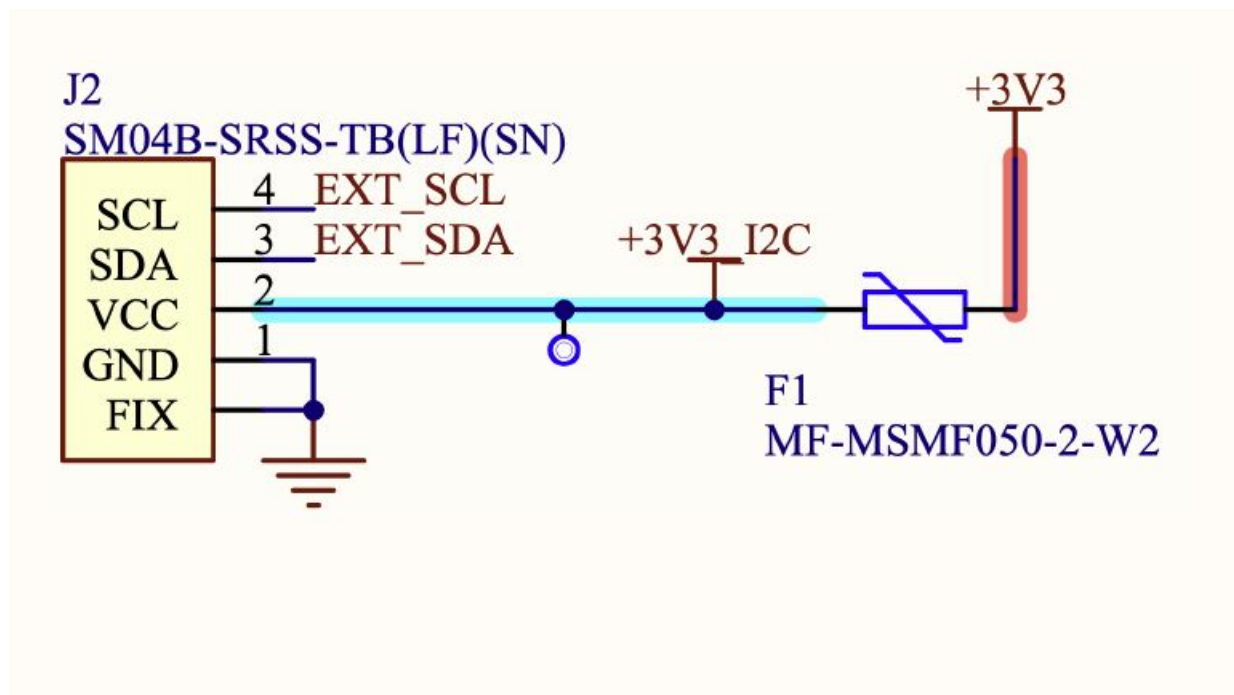 J2
SM04B-SRSS-TB(LF)(SN)
+3V3
SCL 4 EXT_SCL
SDA 3 EXT_SDA
+3V3_I2C
VCC 2
GND 1
FIX
F1
MF-MSMF050-2-W2